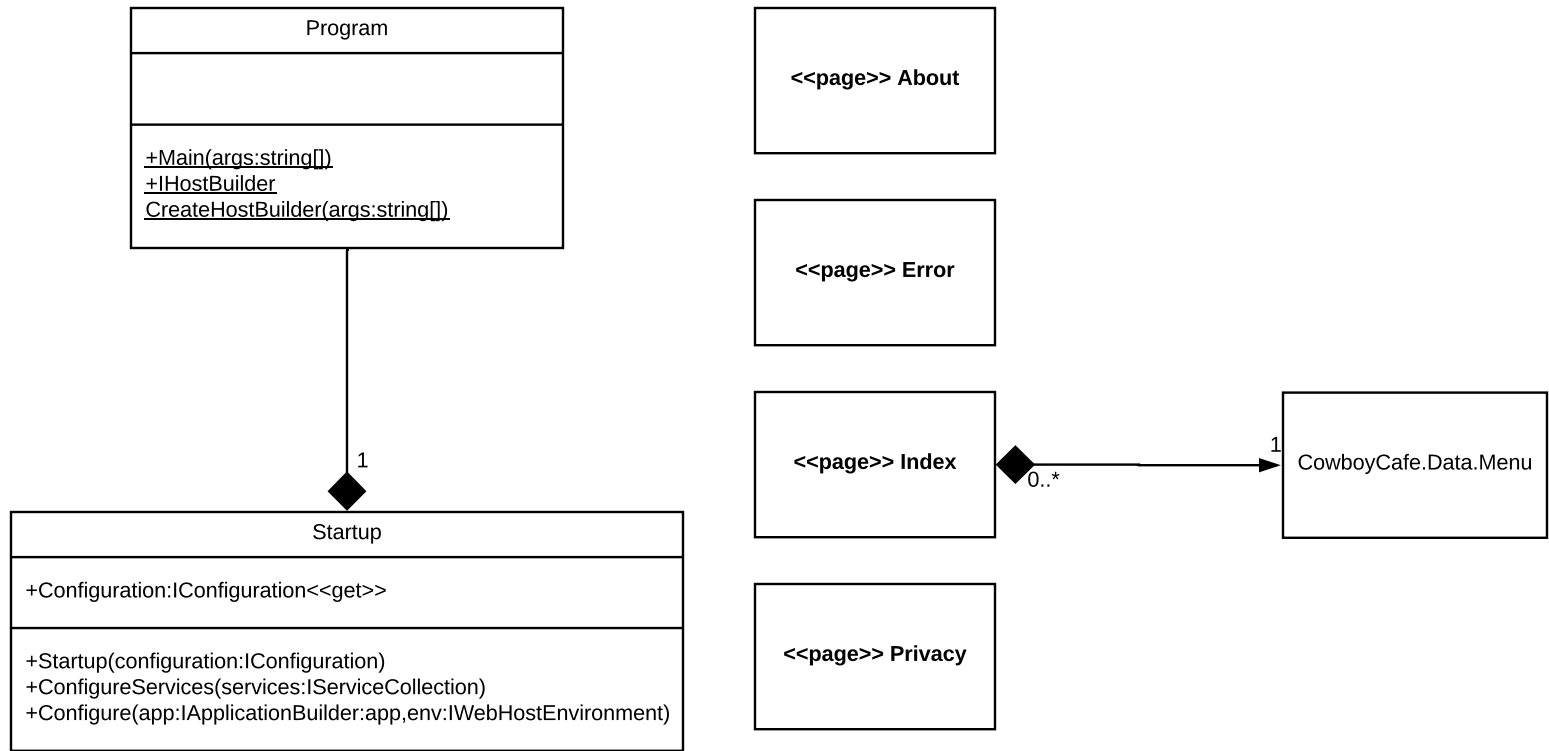 Program
+Main(args:string[])
+IHostBuilder
CreateHostBuilder(args:string[])
1
Startup
+Configuration:IConfiguration<<get>>
+Startup(configuration:IConfiguration)
+ConfigureServices(services:IServiceCollection)
+Configure(app:IApplicationBuilder:app,env:IWebHostEnvironment)
<<page>> About
<<page>> Error
<<page>> Index
0..*
1
CowboyCafe.Data.Menu
<<page>> Privacy